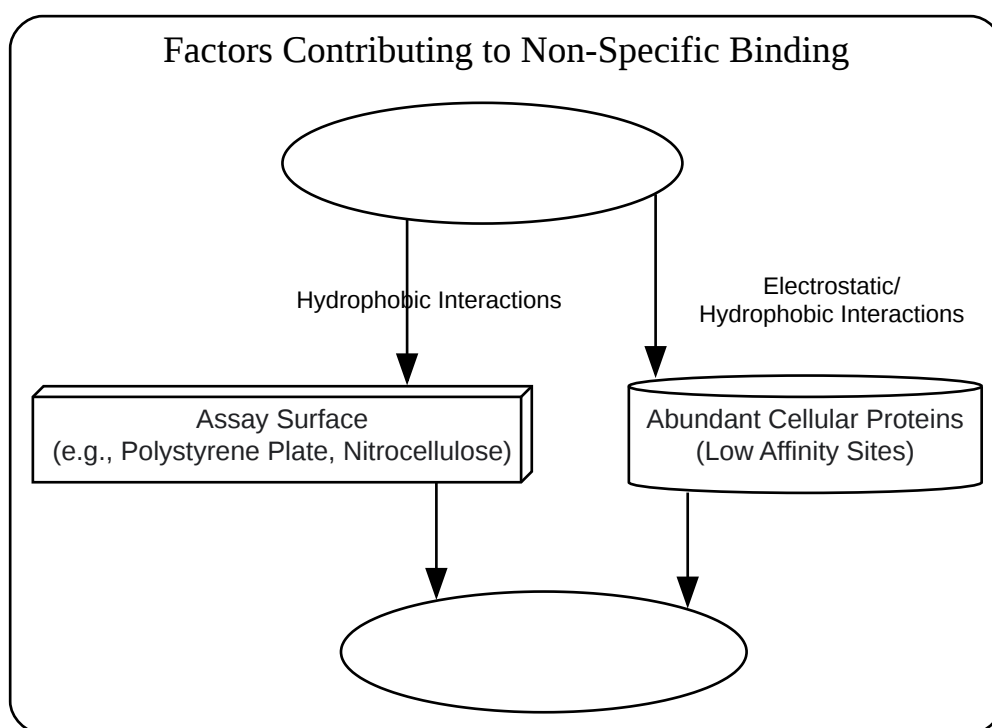 Factors Contributing to Non-Specific Binding
Hydrophobic Interactions
Electrostatic/
Hydrophobic Interactions
Assay Surface
(e.g., Polystyrene Plate, Nitrocellulose)
Abundant Cellular Proteins
(Low Affinity Sites)